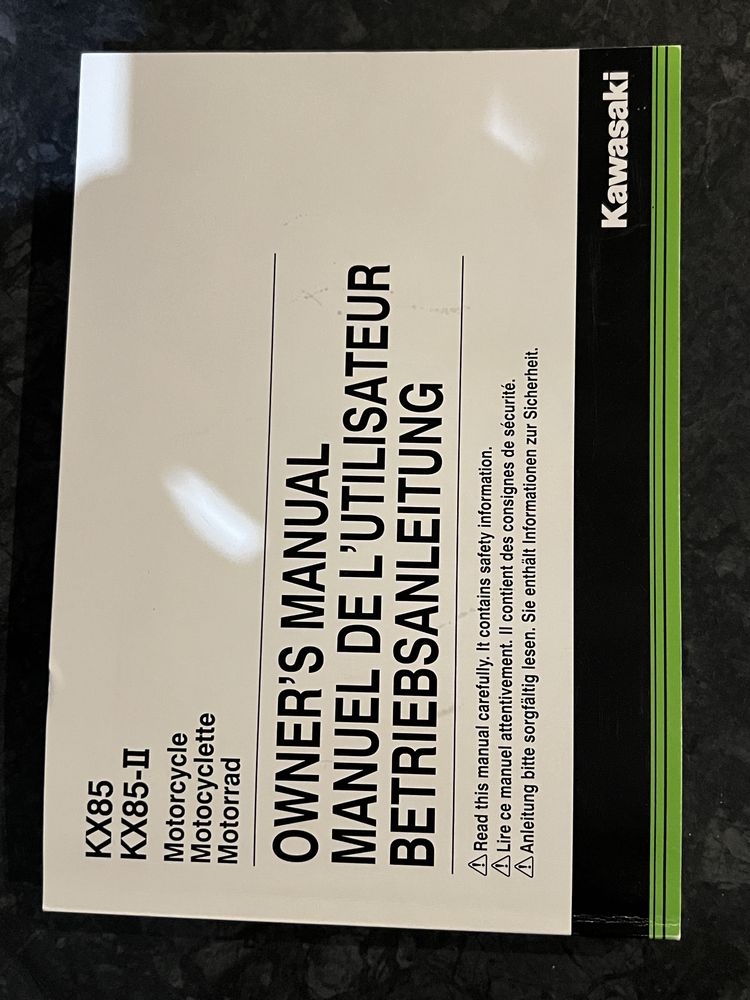 KX85
KX85-II
Motorcycle
Motocyclette
Motorrad
OWNER'S MANUAL
MANUEL DE L'UTILISATEUR
BETRIEBSANLEITUNG
⚠Read this manual carefully. It contains safety information.
⚠Lire ce manuel attentivement. Il contient des consignes de sécurité.
⚠Anleitung bitte sorgfältig lesen. Sie enthält Informationen zur Sicherheit.
Kawasaki